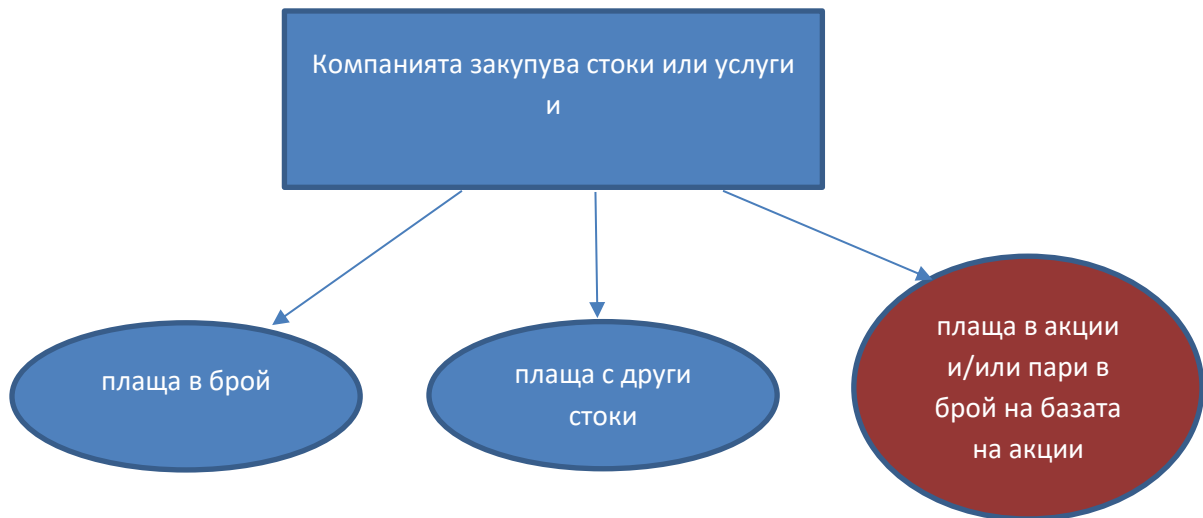 Компанията закупува стоки или услуги
и
плаща в брой
плаща с други
стоки
плаща в акции
и/или пари в
брой на базата
на акции